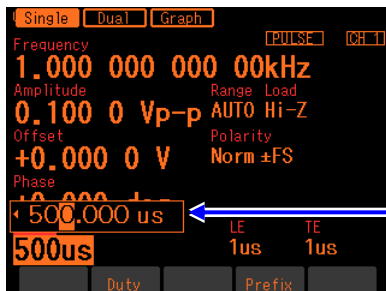 Single Dual Graph
Frequency PULSE CH 1
1.000 000 000 00kHz
Amplitude Range Load
0.100 0 Vp-p AUTO Hi-Z
Offset Polarity
+0.00 0 V Norm ±FS
Phase
500.000 us
LE TE
500us 1us 1us
Duty Prefix